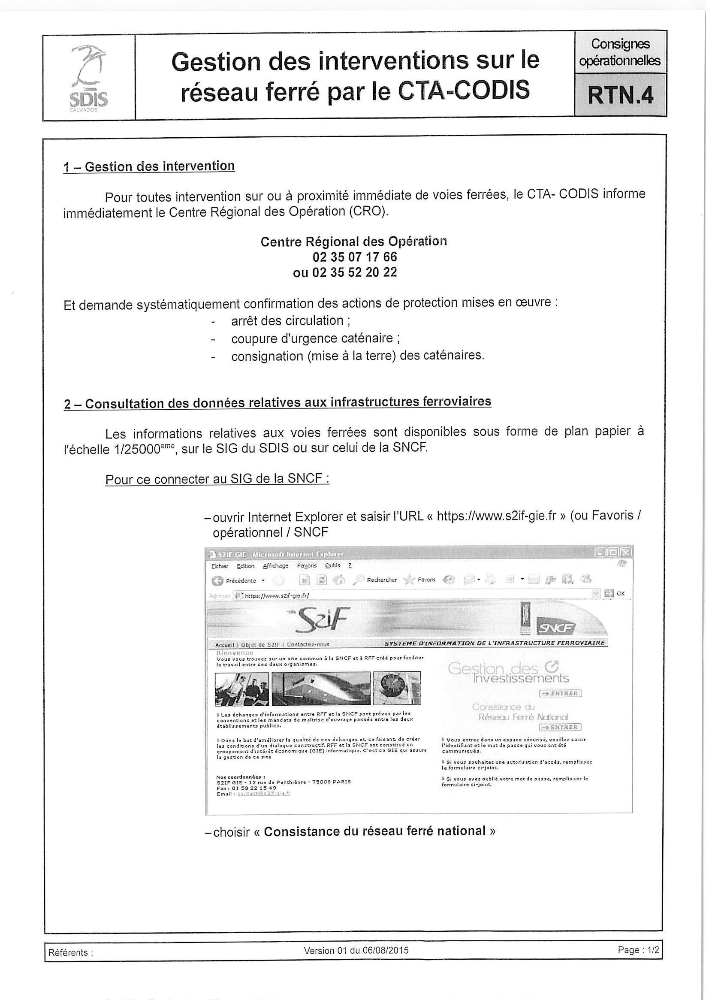 SDIS
CALVADOS
Gestion des interventions sur le
réseau ferré par le CTA-CODIS
Consignes
opérationnelles
RTN.4
1 – Gestion des intervention
Pour toutes intervention sur ou à proximité immédiate de voies ferrées, le CTA- CODIS informe
immédiatement le Centre Régional des Opération (CRO).
Centre Régional des Opération
02 35 07 17 66
ou 02 35 52 20 22
Et demande systématiquement confirmation des actions de protection mises en œuvre :
- arrêt des circulation ;
- coupure d'urgence caténaire ;
- consignation (mise à la terre) des caténaires.
2 – Consultation des données relatives aux infrastructures ferroviaires
Les informations relatives aux voies ferrées sont disponibles sous forme de plan papier à
l'échelle 1/25000eme, sur le SIG du SDIS ou sur celui de la SNCF.
Pour ce connecter au SIG de la SNCF :
– ouvrir Internet Explorer et saisir l'URL « https://www.s2if-gie.fr » (ou Favoris /
opérationnel / SNCF
S2IF GIE - Microsoft Internet Explorer
Fichier Edition Affichage Favoris Outils ?
Précédente Rechercher Favoris
Adresse https://www.s2if-gie.fr/ OK
S2iF
SNCF
Accueil | Objet de S2IF | Contactez-nous
SYSTEME D'INFORMATION DE L'INFRASTRUCTURE FERROVIAIRE
Bienvenue
Vous vous trouvez sur un site commun à la SNCF et à RFF créé pour faciliter
le travail entre ces deux organismes.
Les échanges d'informations entre RFF et la SNCF sont prévus par les
conventions et les mandats de maîtrise d'ouvrage passés entre les deux
établissements publics.
Dans le but d'améliorer la qualité de ces échanges et, ce faisant, de créer
les conditions d'un dialogue constructif, RFF et la SNCF ont constitué un
groupement d'intérêt économique (GIE) informatique. C'est ce GIE qui assure
la gestion de ce site
Nos coordonnées :
S2IF GIE - 12 rue de Penthièvre - 75008 PARIS
Fax : 01 58 22 15 49
Email : contact@s2if-gie.fr
Gestion des
Investissements
ENTRER
Consistance du
Réseau Ferré National
ENTRER
Vous entrez dans un espace sécurisé, veuillez saisir
l'identifiant et le mot de passe qui vous ont été
communiqués.
Si vous souhaitez une autorisation d'accès, remplissez
le formulaire ci-joint.
Si vous avez oublié votre mot de passe, remplissez le
formulaire ci-joint.
– choisir « Consistance du réseau ferré national »
Référents :
Version 01 du 06/08/2015
Page : 1/2